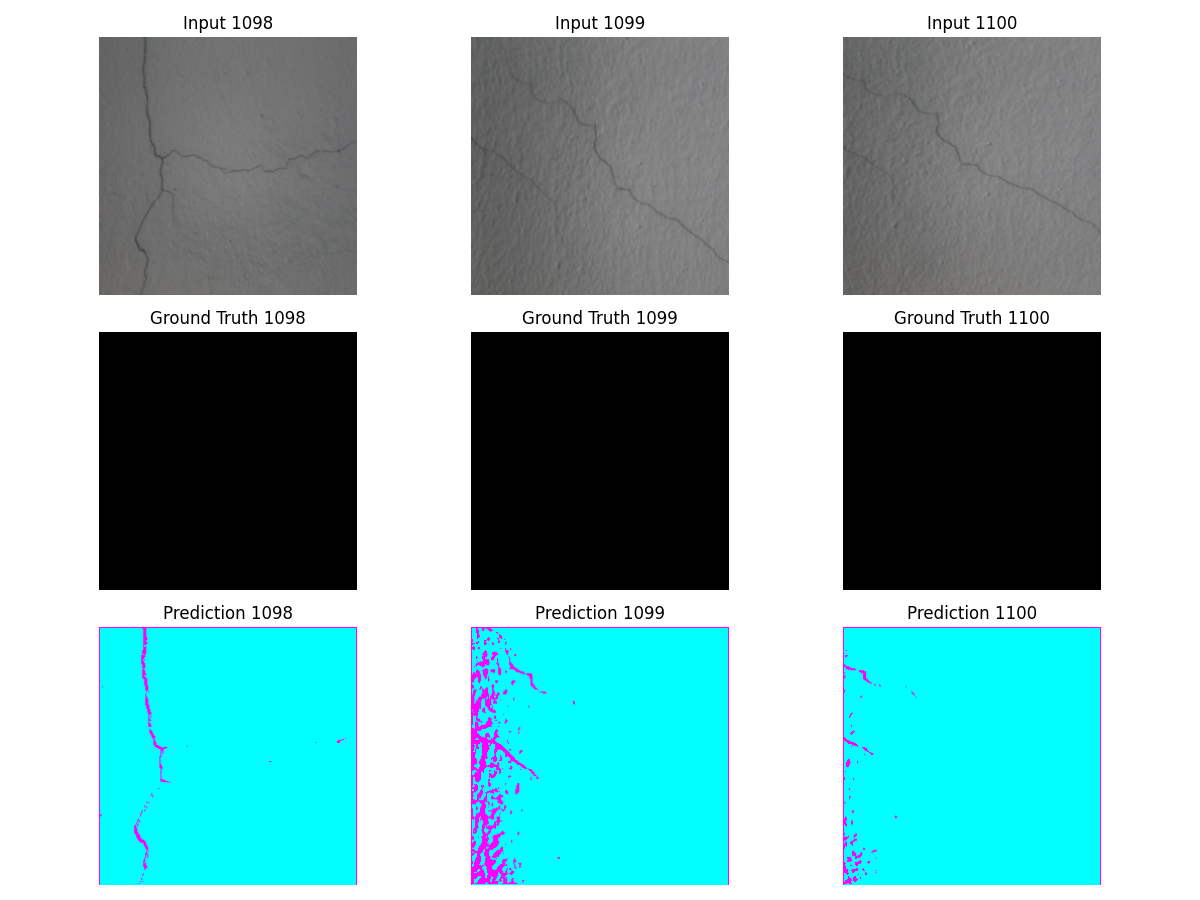 Input 1098
Input 1099
Input 1100
Ground Truth 1098
Ground Truth 1099
Ground Truth 1100
Prediction 1098
Prediction 1099
Prediction 1100